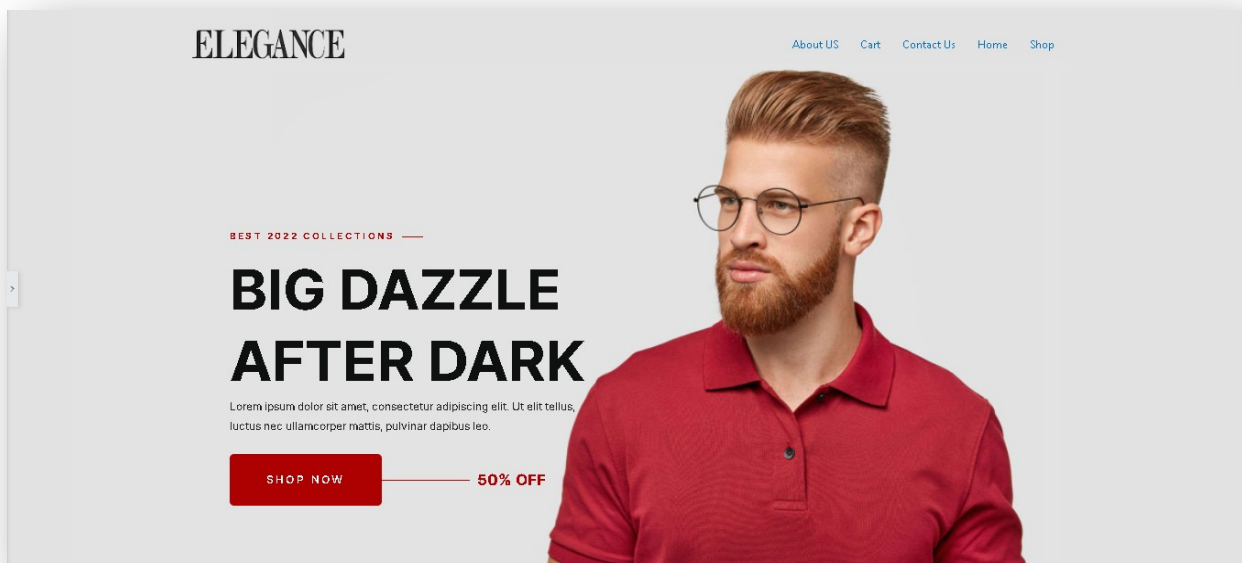 ELEGANCE
About US Cart Contact Us Home Shop
BEST 2022 COLLECTIONS
BIG DAZZLE
AFTER DARK
Lorem ipsum dolor sit amet, consectetur adipiscing elit. Ut elit tellus,
luctus nec ullamcorper mattis, pulvinar dapibus leo.
SHOP NOW 50% OFF